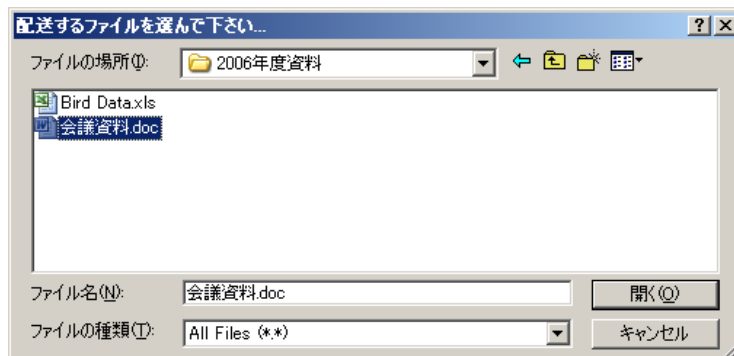 配送するファイルを選んで下さい...
ファイルの場所(I):
2006年度資料
Bird Data.xls
会議資料.doc
ファイル名(N):
会議資料.doc
開く(O)
ファイルの種類(T):
All Files (*.*)
キャンセル